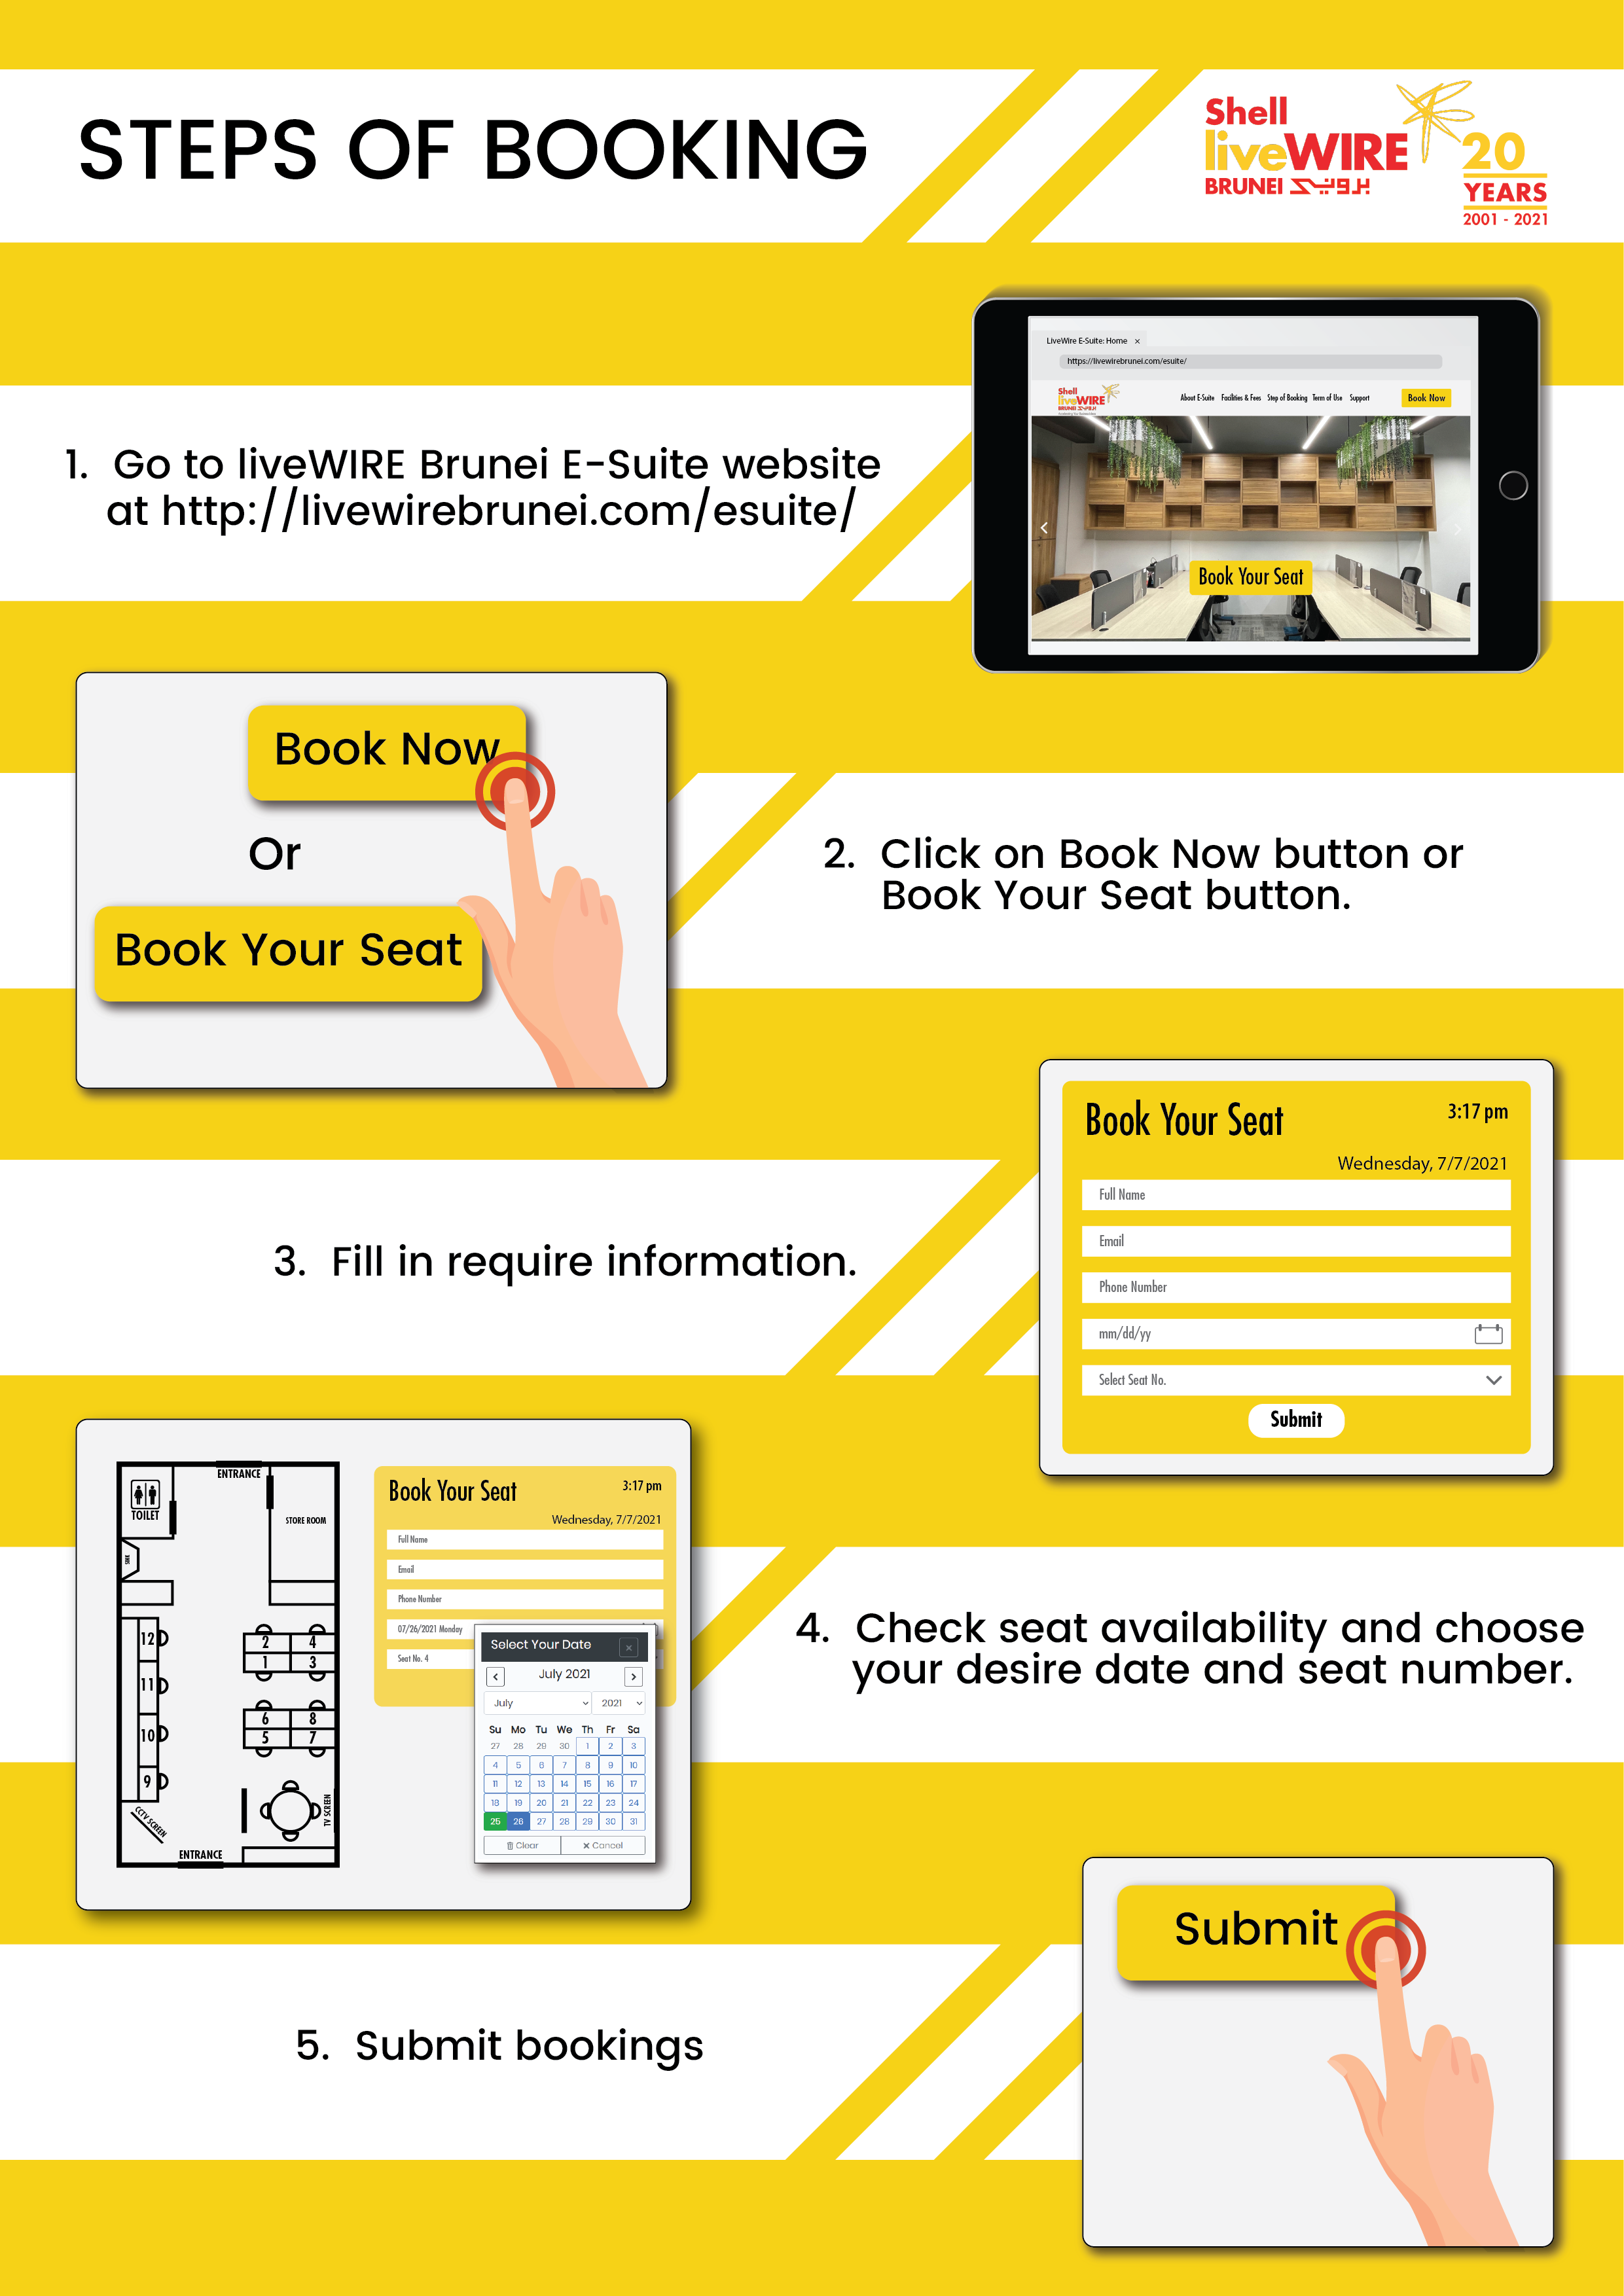 STEPS OF BOOKING
Shell
liveWIRE
BRUNEI بروني
20
YEARS
2001 - 2021
LiveWire E-Suite: Home ×
https://livewirebrunei.com/esuite/
Shell
liveWIRE
BRUNEI بروني
About E-Suite Facilities & Fees Step of Booking Term of Use Support Book Now
Book Your Seat
1. Go to liveWIRE Brunei E-Suite website
at http://livewirebrunei.com/esuite/
Book Now
Or
Book Your Seat
2. Click on Book Now button or
Book Your Seat button.
Book Your Seat 3:17 pm
Wednesday, 7/7/2021
Full Name
Email
Phone Number
mm/dd/yy
Select Seat No.
Submit
3. Fill in require information.
ENTRANCE
TOILET
STORE ROOM
SINK
12
11
10
9
2 4
1 3
6 8
5 7
CCTV SCREEN
TV SCREEN
ENTRANCE
Book Your Seat 3:17 pm
Wednesday, 7/7/2021
Full Name
Email
Phone Number
07/26/2021 Monday
Seat No. 4
Select Your Date ×
< July 2021 >
July 2021
Su Mo Tu We Th Fr Sa
27 28 29 30 1 2 3
4 5 6 7 8 9 10
11 12 13 14 15 16 17
18 19 20 21 22 23 24
25 26 27 28 29 30 31
Clear × Cancel
4. Check seat availability and choose
your desire date and seat number.
Submit
5. Submit bookings